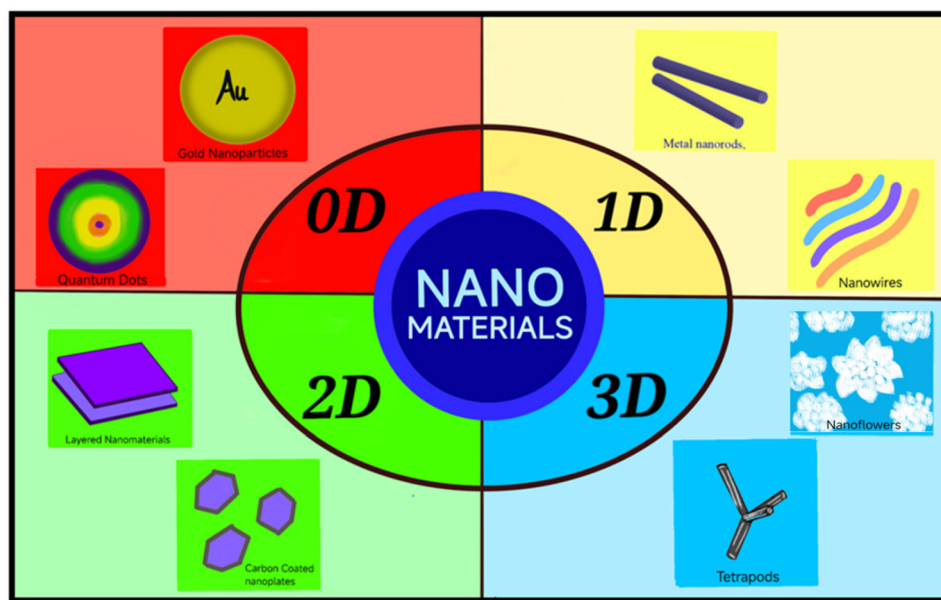 Au
Gold Nanoparticles
Quantum Dots
0D
Metal nanorods,
Nanowires
1D
NANO
MATERIALS
Layered Nanomaterials
Carbon Coated
nanoplates
2D
3D
Nanoflowers
Tetrapods